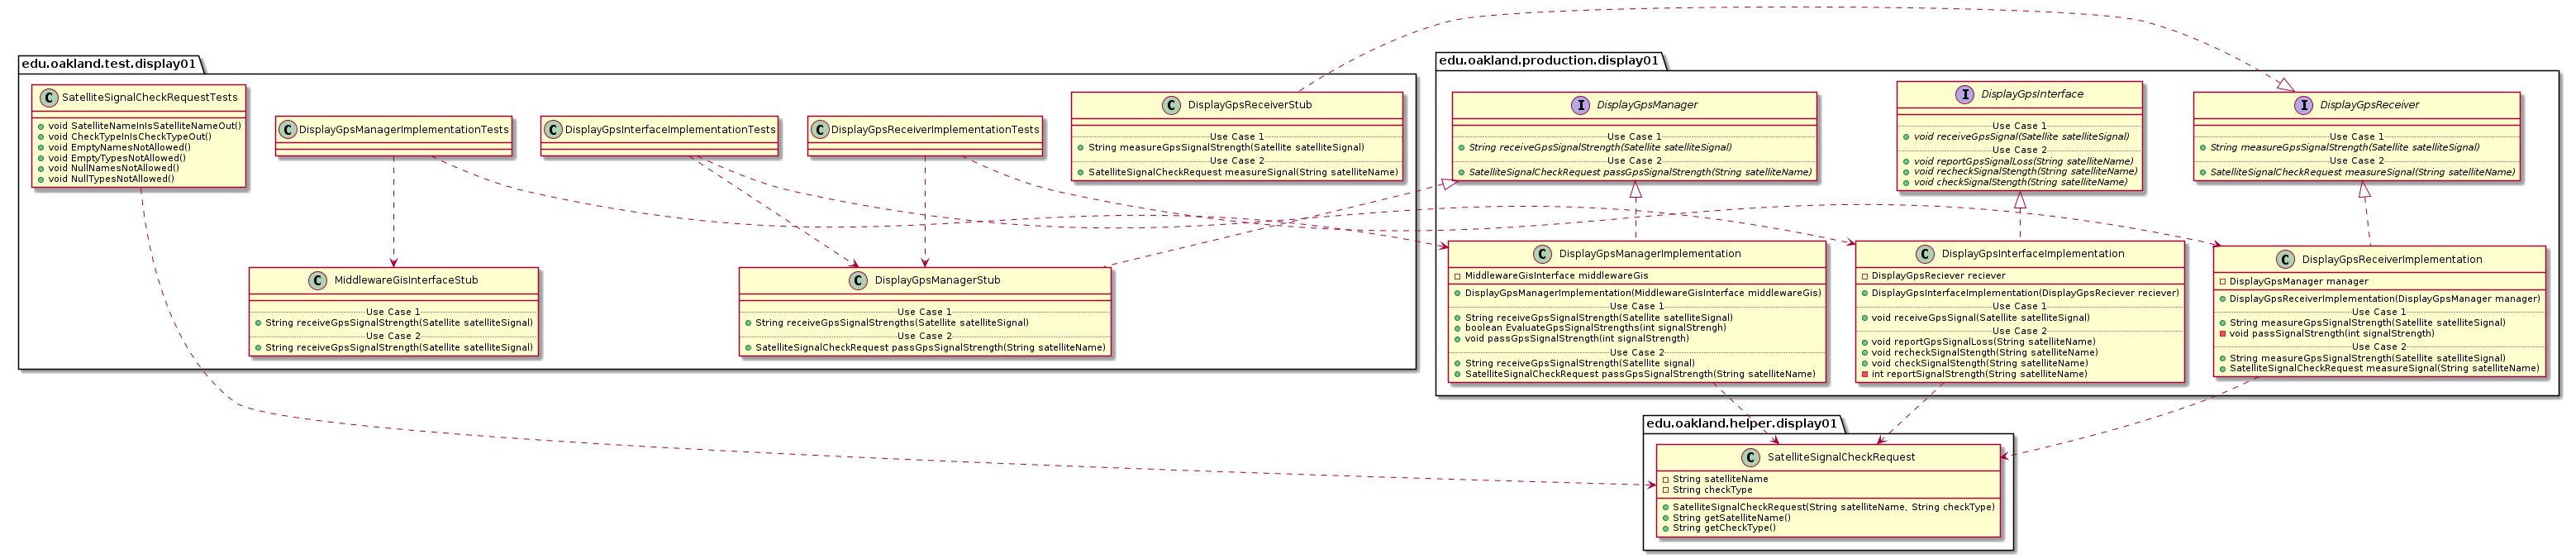 edu.oakland.test.display01
C SatelliteSignalCheckRequestTests
void SatelliteNameInIsSatelliteNameOut()
void CheckTypeInIsCheckTypeOut()
void EmptyNamesNotAllowed()
void EmptyTypesNotAllowed()
void NullNamesNotAllowed()
void NullTypesNotAllowed()
C DisplayGpsManagerImplementationTests
C DisplayGpsInterfaceImplementationTests
C DisplayGpsReceiverImplementationTests
C DisplayGpsReceiverStub
Use Case 1
String measureGpsSignalStrength(Satellite satelliteSignal)
Use Case 2
SatelliteSignalCheckRequest measureSignal(String satelliteName)
C MiddlewareGisInterfaceStub
Use Case 1
String receiveGpsSignalStrength(Satellite satelliteSignal)
Use Case 2
String receiveGpsSignalStrength(Satellite satelliteSignal)
C DisplayGpsManagerStub
Use Case 1
String receiveGpsSignalStrengths(Satellite satelliteSignal)
Use Case 2
SatelliteSignalCheckRequest passGpsSignalStrength(String satelliteName)
edu.oakland.production.display01
I DisplayGpsManager
Use Case 1
String receiveGpsSignalStrength(Satellite satelliteSignal)
Use Case 2
SatelliteSignalCheckRequest passGpsSignalStrength(String satelliteName)
I DisplayGpsInterface
Use Case 1
void receiveGpsSignal(Satellite satelliteSignal)
Use Case 2
void reportGpsSignalLoss(String satelliteName)
void recheckSignalStength(String satelliteName)
void checkSignalStength(String satelliteName)
I DisplayGpsReceiver
Use Case 1
String measureGpsSignalStrength(Satellite satelliteSignal)
Use Case 2
SatelliteSignalCheckRequest measureSignal(String satelliteName)
C DisplayGpsManagerImplementation
MiddlewareGisInterface middlewareGis
DisplayGpsManagerImplementation(MiddlewareGisInterface middlewareGis)
Use Case 1
String receiveGpsSignalStrength(Satellite satelliteSignal)
boolean EvaluateGpsSignalStrengths(int signalStrengh)
void passGpsSignalStrength(int signalStrength)
Use Case 2
String receiveGpsSignalStrength(Satellite signal)
SatelliteSignalCheckRequest passGpsSignalStrength(String satelliteName)
C DisplayGpsInterfaceImplementation
DisplayGpsReciever reciever
DisplayGpsInterfaceImplementation(DisplayGpsReciever reciever)
Use Case 1
void receiveGpsSignal(Satellite satelliteSignal)
Use Case 2
void reportGpsSignalLoss(String satelliteName)
void recheckSignalStength(String satelliteName)
void checkSignalStength(String satelliteName)
int reportSignalStrength(String satelliteName)
C DisplayGpsReceiverImplementation
DisplayGpsManager manager
DisplayGpsReceiverImplementation(DisplayGpsManager manager)
Use Case 1
String measureGpsSignalStrength(Satellite satelliteSignal)
void passSignalStrength(int signalStrength)
Use Case 2
String measureGpsSignalStrength(Satellite satelliteSignal)
SatelliteSignalCheckRequest measureSignal(String satelliteName)
edu.oakland.helper.display01
C SatelliteSignalCheckRequest
String satelliteName
String checkType
SatelliteSignalCheckRequest(String satelliteName, String checkType)
String getSatelliteName()
String getCheckType()